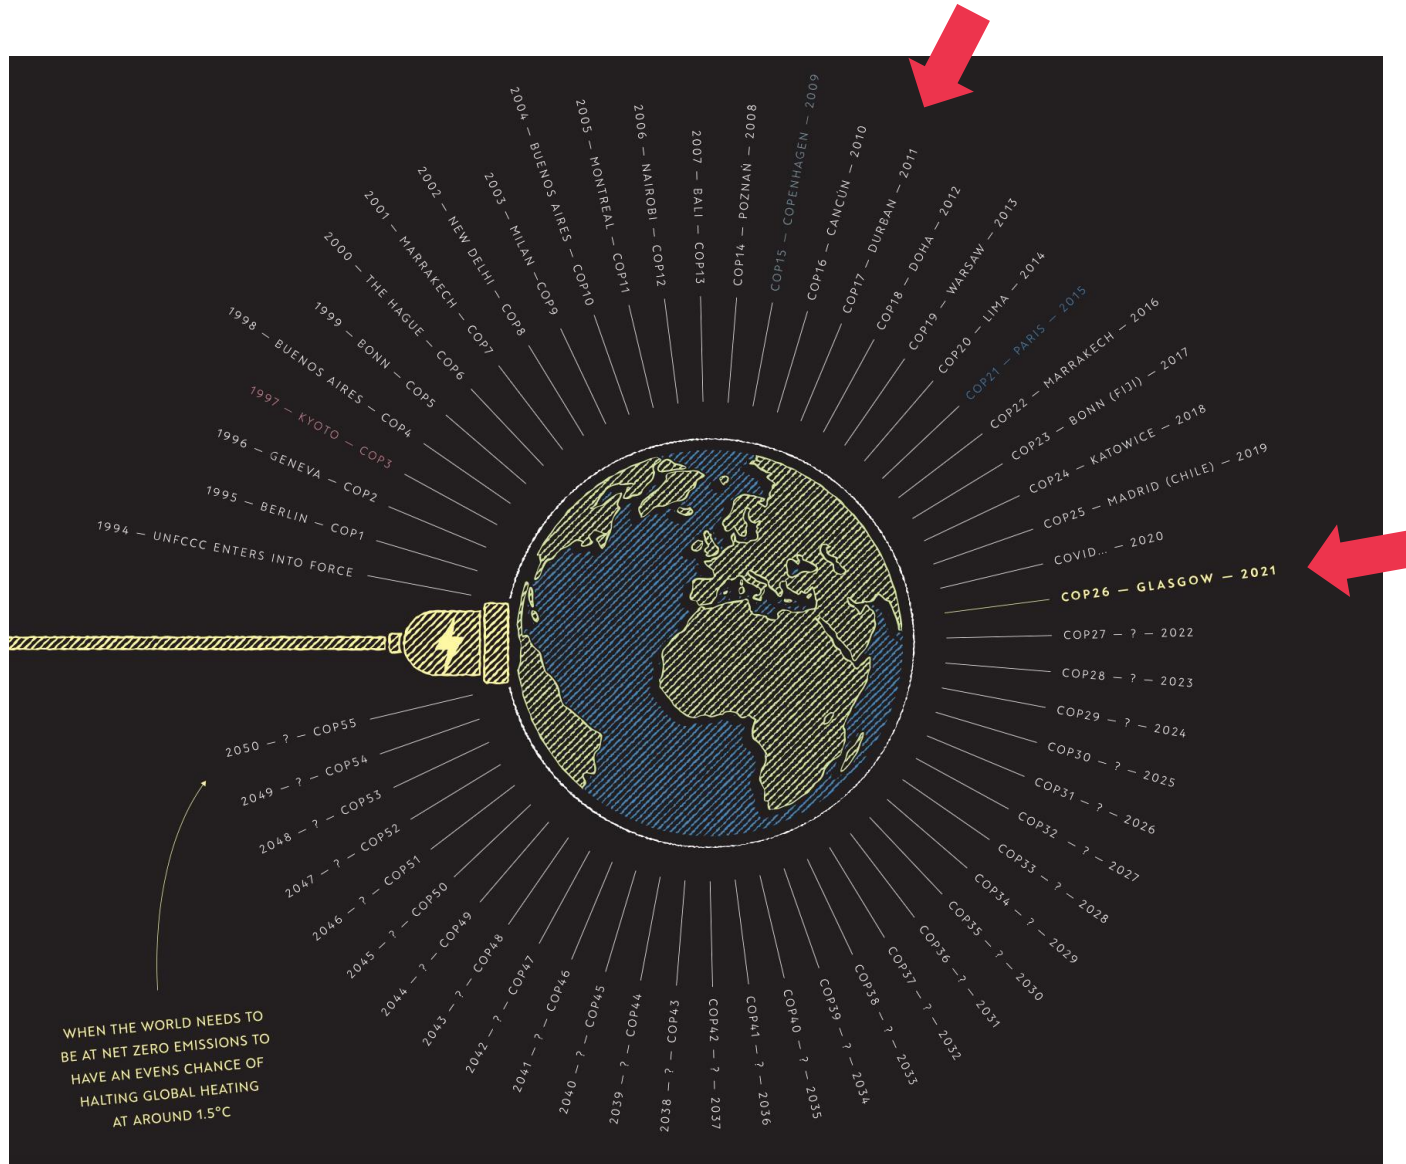 1994 — UNFCCC ENTERS INTO FORCE
1995 — BERLIN — COP1
1996 — GENEVA — COP2
1997 — KYOTO — COP3
1998 — BUENOS AIRES — COP4
1999 — BONN — COP5
2000 — THE HAGUE — COP6
2001 — MARRAKECH — COP7
2002 — NEW DELHI — COP8
2003 — MILAN —COP9
2004 — BUENOS AIRES — COP10
2005 — MONTREAL — COP11
2006 — NAIROBI — COP12
2007 — BALI — COP13
COP14 — POZNAŃ — 2008
COP15 — COPENHAGEN — 2009
COP16 — CANCÚN — 2010
COP17 — DURBAN — 2011
COP18 — DOHA — 2012
COP19 — WARSAW — 2013
COP20 — LIMA — 2014
COP21 — PARIS — 2015
COP22 — MARRAKECH — 2016
COP23 — BONN (FIJI) — 2017
COP24 — KATOWICE — 2018
COP25 — MADRID (CHILE) — 2019
COVID... — 2020
COP26 — GLASGOW — 2021
COP27 — ? — 2022
COP28 — ? — 2023
COP29 — ? — 2024
COP30 — ? — 2025
COP31 — ? — 2026
COP32 — ? — 2027
COP33 — ? — 2028
COP34 — ? — 2029
COP35 — ? — 2030
COP36 — ? — 2031
COP37 — ? — 2032
COP38 — ? — 2033
COP39 — ? — 2034
COP40 — ? — 2035
COP41 — ? — 2036
COP42 — ? — 2037
2038 — ? — COP43
2039 — ? — COP44
2040 — ? — COP45
2041 — ? — COP46
2042 — ? — COP47
2043 — ? — COP48
2044 — ? — COP49
2045 — ? — COP50
2046 — ? — COP51
2047 — ? — COP52
2048 — ? — COP53
2049 — ? — COP54
2050 — ? — COP55
WHEN THE WORLD NEEDS TO
BE AT NET ZERO EMISSIONS TO
HAVE AN EVENS CHANCE OF
HALTING GLOBAL HEATING
AT AROUND 1.5°C